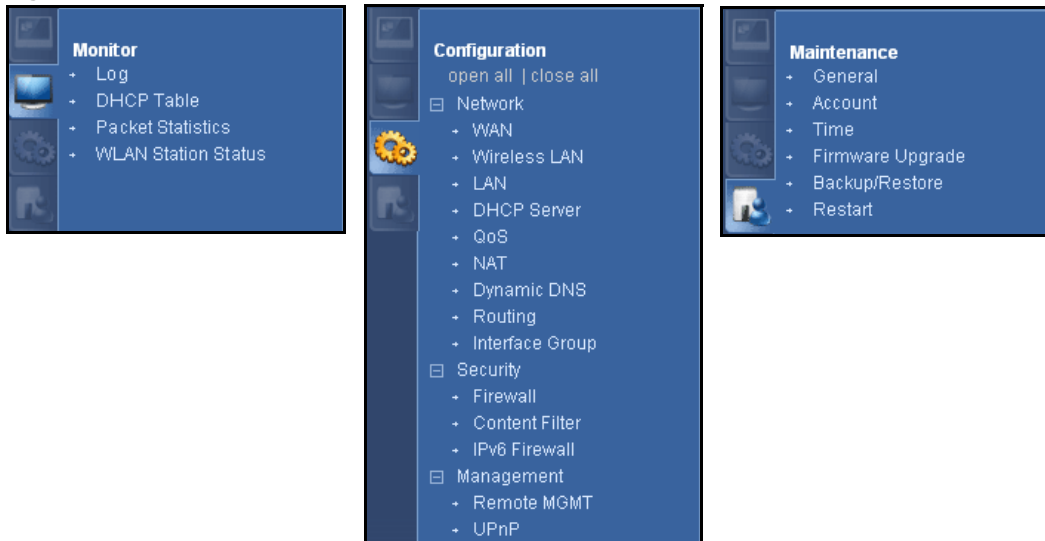 Monitor
Log
DHCP Table
Packet Statistics
WLAN Station Status
Configuration
open all | close all
Network
WAN
Wireless LAN
LAN
DHCP Server
QoS
NAT
Dynamic DNS
Routing
Interface Group
Security
Firewall
Content Filter
IPv6 Firewall
Management
Remote MGMT
UPnP
Maintenance
General
Account
Time
Firmware Upgrade
Backup/Restore
Restart